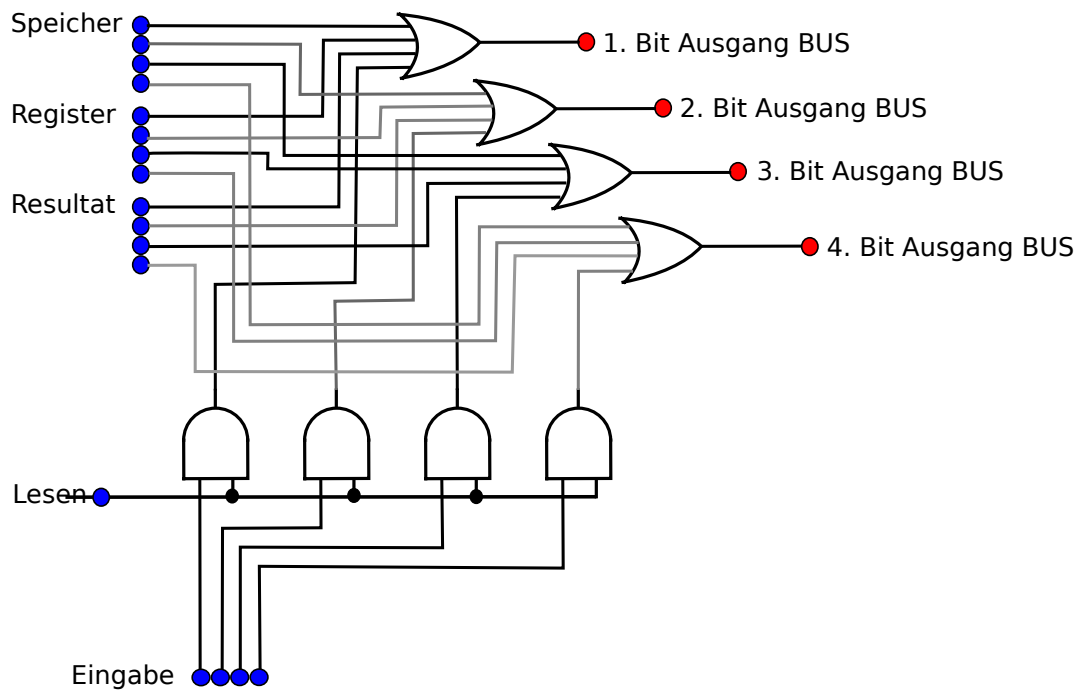 Speicher
1. Bit Ausgang BUS
2. Bit Ausgang BUS
Register
3. Bit Ausgang BUS
Resultat
4. Bit Ausgang BUS
Lesen
Eingabe